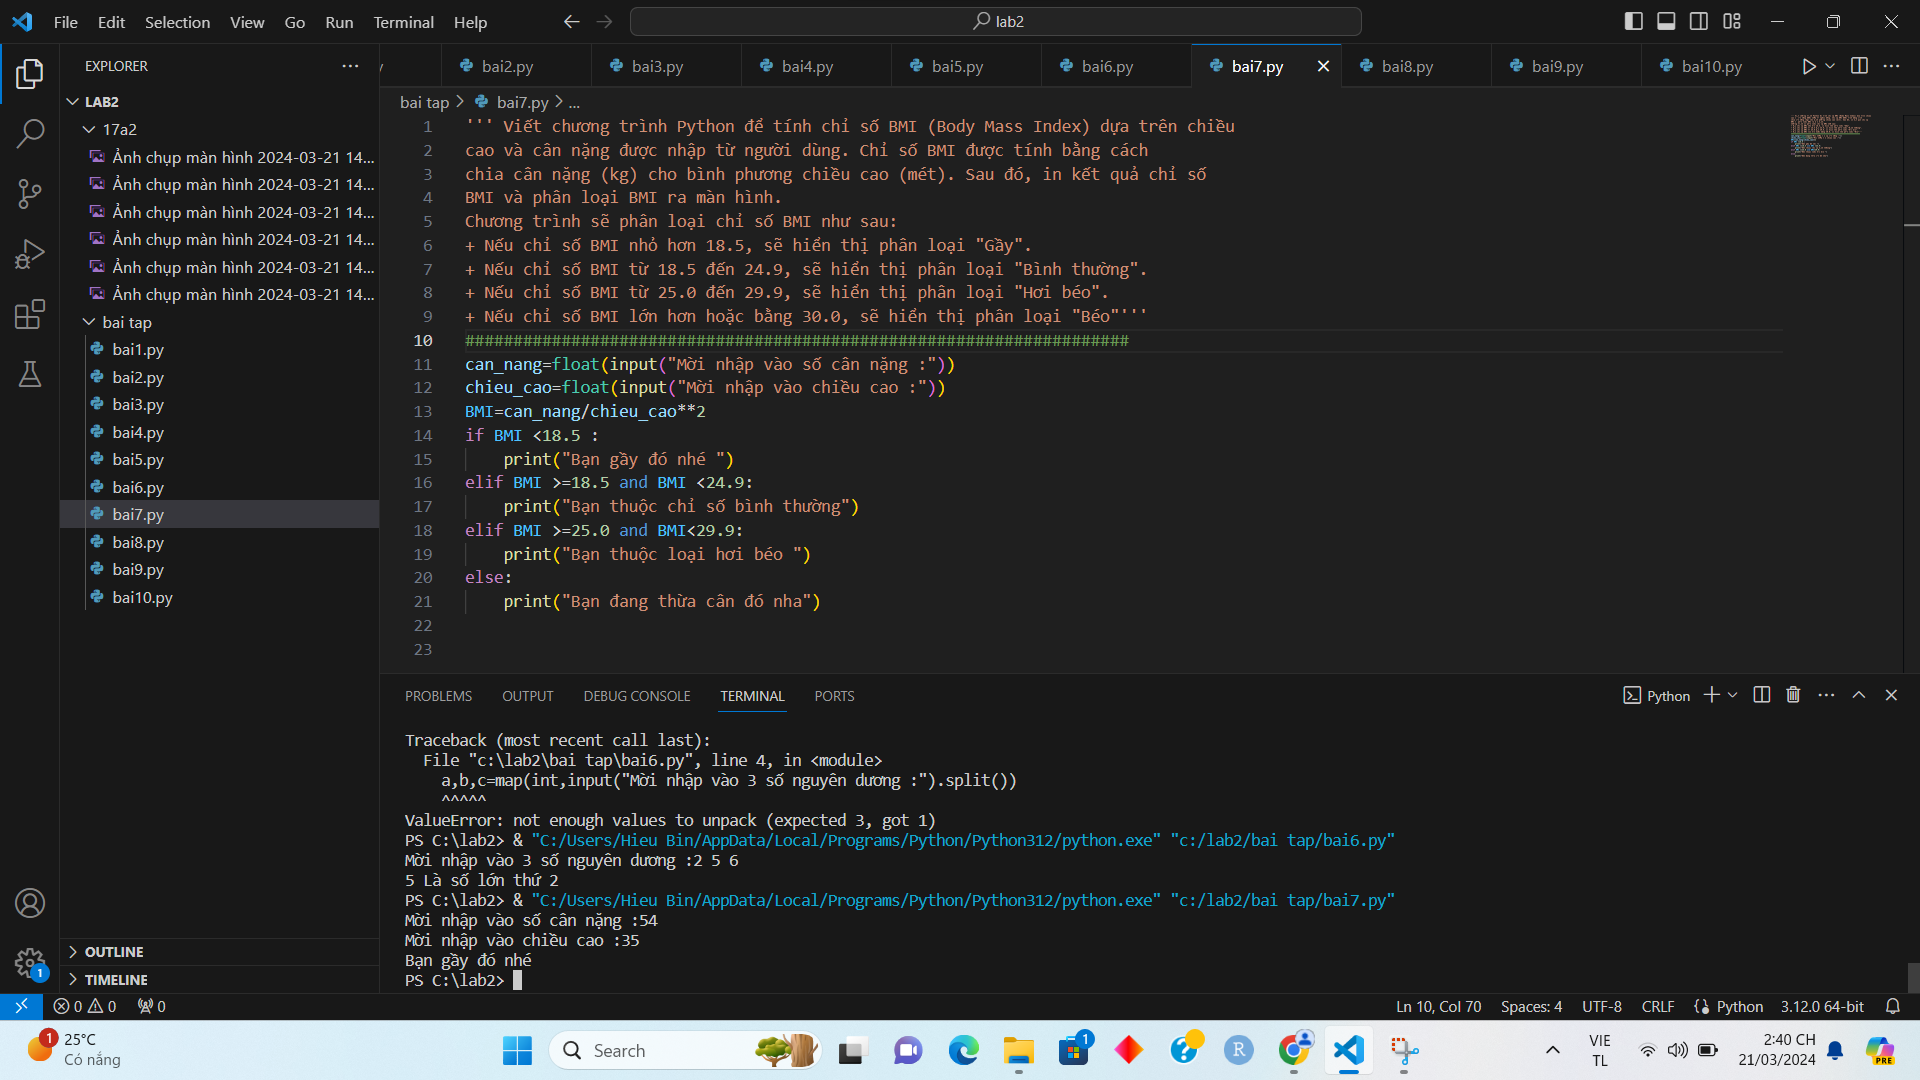 File Edit Selection View Go Run Terminal Help
lab2
EXPLORER
LAB2
17a2
Ảnh chụp màn hình 2024-03-21 14...
Ảnh chụp màn hình 2024-03-21 14...
Ảnh chụp màn hình 2024-03-21 14...
Ảnh chụp màn hình 2024-03-21 14...
Ảnh chụp màn hình 2024-03-21 14...
Ảnh chụp màn hình 2024-03-21 14...
bai tap
bai1.py
bai2.py
bai3.py
bai4.py
bai5.py
bai6.py
bai7.py
bai8.py
bai9.py
bai10.py
OUTLINE
TIMELINE
bai2.py bai3.py bai4.py bai5.py bai6.py bai7.py bai8.py bai9.py bai10.py
bai tap > bai7.py > ...
1 ''' Viết chương trình Python để tính chỉ số BMI (Body Mass Index) dựa trên chiều
2 cao và cân nặng được nhập từ người dùng. Chỉ số BMI được tính bằng cách
3 chia cân nặng (kg) cho bình phương chiều cao (mét). Sau đó, in kết quả chỉ số
4 BMI và phân loại BMI ra màn hình.
5 Chương trình sẽ phân loại chỉ số BMI như sau:
6 + Nếu chỉ số BMI nhỏ hơn 18.5, sẽ hiển thị phân loại "Gầy".
7 + Nếu chỉ số BMI từ 18.5 đến 24.9, sẽ hiển thị phân loại "Bình thường".
8 + Nếu chỉ số BMI từ 25.0 đến 29.9, sẽ hiển thị phân loại "Hơi béo".
9 + Nếu chỉ số BMI lớn hơn hoặc bằng 30.0, sẽ hiển thị phân loại "Béo"'''
10 #####################################################################
11 can_nang=float(input("Mời nhập vào số cân nặng :"))
12 chieu_cao=float(input("Mời nhập vào chiều cao :"))
13 BMI=can_nang/chieu_cao**2
14 if BMI <18.5 :
15 print("Bạn gầy đó nhé ")
16 elif BMI >=18.5 and BMI <24.9:
17 print("Bạn thuộc chỉ số bình thường")
18 elif BMI >=25.0 and BMI<29.9:
19 print("Bạn thuộc loại hơi béo ")
20 else:
21 print("Bạn đang thừa cân đó nha")
22
23
PROBLEMS OUTPUT DEBUG CONSOLE TERMINAL PORTS
Python
Traceback (most recent call last):
File "c:\lab2\bai tap\bai6.py", line 4, in <module>
a,b,c=map(int,input("Mời nhập vào 3 số nguyên dương :").split())
^^^^^
ValueError: not enough values to unpack (expected 3, got 1)
PS C:\lab2> & "C:/Users/Hieu Bin/AppData/Local/Programs/Python/Python312/python.exe" "c:/lab2/bai tap/bai6.py"
Mời nhập vào 3 số nguyên dương :2 5 6
5 Là số lớn thứ 2
PS C:\lab2> & "C:/Users/Hieu Bin/AppData/Local/Programs/Python/Python312/python.exe" "c:/lab2/bai tap/bai7.py"
Mời nhập vào số cân nặng :54
Mời nhập vào chiều cao :35
Bạn gầy đó nhé
PS C:\lab2>
1
0 0 0
Ln 10, Col 70 Spaces: 4 UTF-8 CRLF Python 3.12.0 64-bit
1 25°C
Có nắng
Search
1
R
VIE
TL
2:40 CH
21/03/2024
PRE